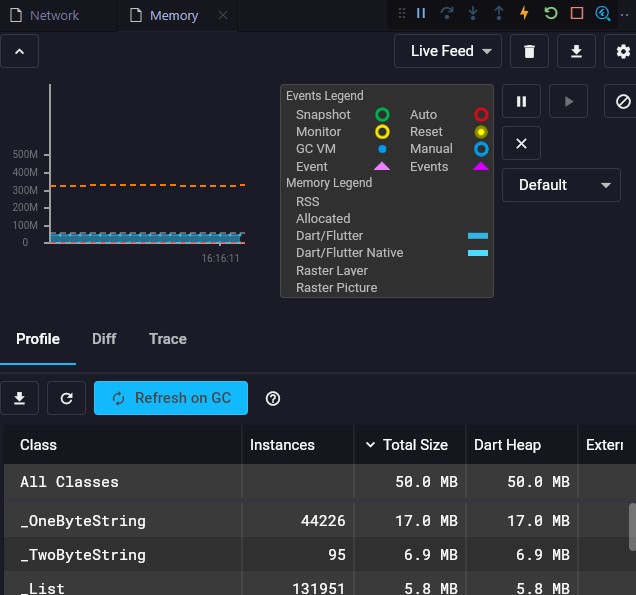 Network Memory
Live Feed
Events Legend
Snapshot Auto
Monitor Reset
GC VM Manual
Event Events
Memory Legend
RSS
Allocated
Dart/Flutter
Dart/Flutter Native
Raster Layer
Raster Picture
Default
500M
400M
300M
200M
100M
0
16:16:11
Profile Diff Trace
Refresh on GC
Class Instances Total Size Dart Heap Extern
All Classes 50.0 MB 50.0 MB
_OneByteString 44226 17.0 MB 17.0 MB
_TwoByteString 95 6.9 MB 6.9 MB
_List 131951 5.8 MB 5.8 MB